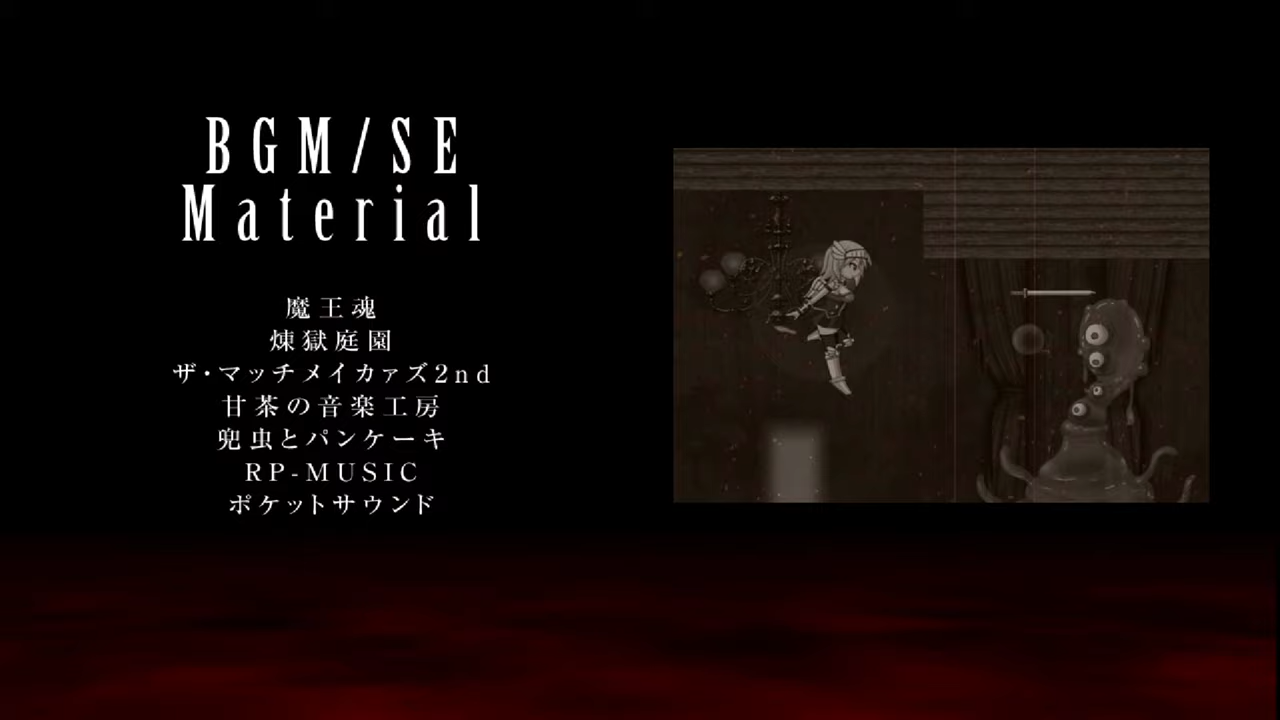 BGM/SE
Material
魔王魂
煉獄庭園
ザ・マッチメイカァズ2nd
甘茶の音楽工房
兜虫とパンケーキ
RP-MUSIC
ポケットサウンド